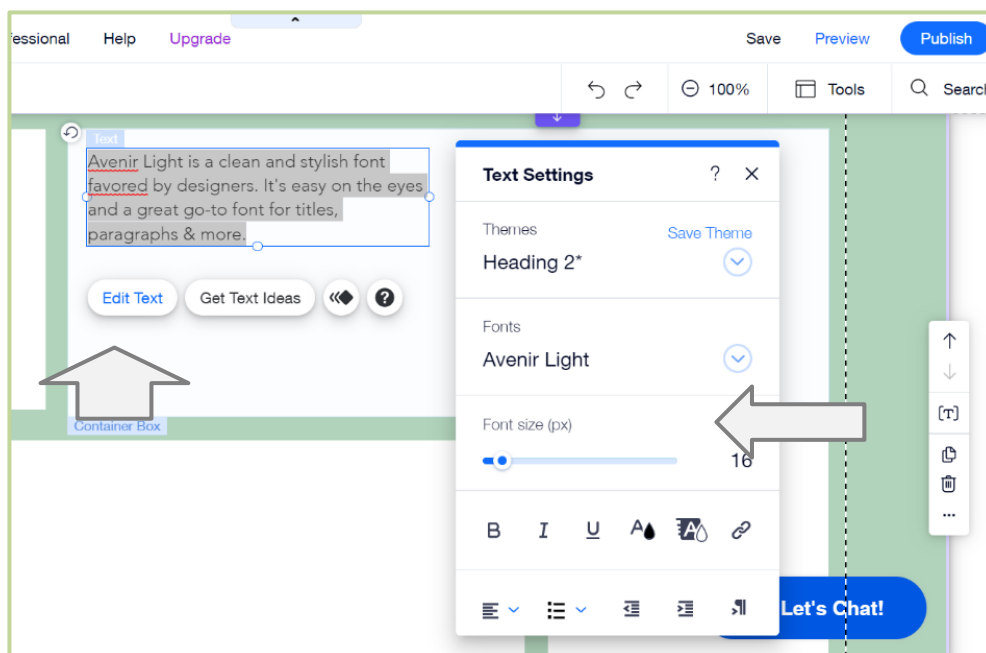 fessional Help Upgrade Save Preview Publish
100% Tools Search
Text
Avenir Light is a clean and stylish font
favored by designers. It's easy on the eyes
and a great go-to font for titles,
paragraphs & more.
Edit Text Get Text Ideas ?
Container Box
Text Settings ?
Themes Save Theme
Heading 2*
Fonts
Avenir Light
Font size (px)
16
B I U A A
[T]
Let's Chat!